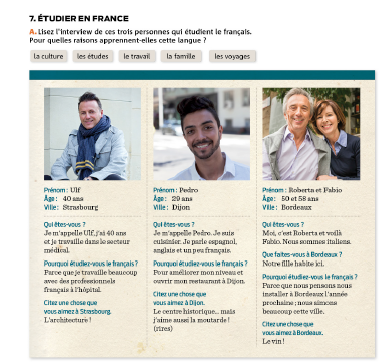 7. ÉTUDIER EN FRANCE
A. Lisez l'interview de ces trois personnes qui étudient le français.
Pour quelles raisons apprennent-elles cette langue ?
la culture
les études
le travail
la famille
les voyages
Prénom : Ulf
Âge : 40 ans
Ville : Strasbourg
Qui êtes-vous ?
Je m'appelle Ulf, j'ai 40 ans
et je travaille dans le secteur
médical.
Pourquoi étudiez-vous le français ?
Parce que je travaille beaucoup
avec des professionnels
français à l'hôpital.
Citez une chose que
vous aimez à Strasbourg.
L'architecture !
Prénom : Pedro
Âge : 29 ans
Ville : Dijon
Qui êtes-vous ?
Je m'appelle Pedro. Je suis
cuisinier. Je parle espagnol,
anglais et un peu français.
Pourquoi étudiez-vous le français ?
Pour améliorer mon niveau et
ouvrir mon restaurant à Dijon.
Citez une chose que
vous aimez à Dijon.
Le centre historique... mais
j'aime aussi la moutarde !
(rires)
Prénom : Roberta et Fabio
Âge : 50 et 58 ans
Ville : Bordeaux
Qui êtes-vous ?
Moi, c'est Roberta et voilà
Fabio. Nous sommes italiens.
Que faites-vous à Bordeaux ?
Notre fille habite ici.
Pourquoi étudiez-vous le français ?
Parce que nous pensons nous
installer à Bordeaux l'année
prochaine ; nous aimons
beaucoup cette ville.
Citez une chose que
vous aimez à Bordeaux.
Le vin !